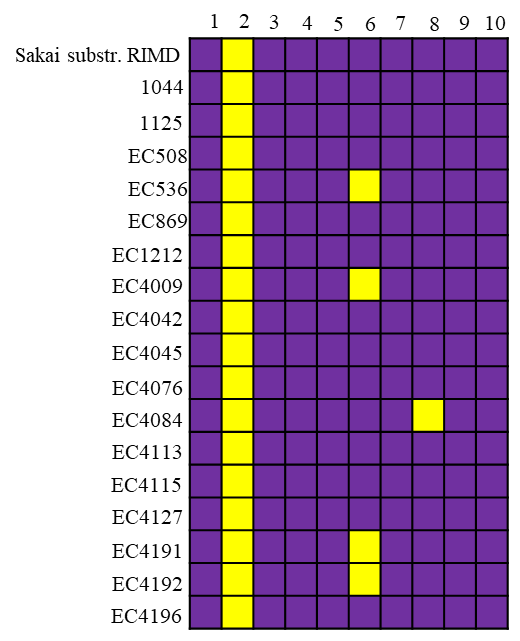 1 2 3 4 5 6 7 8 9 10
Sakai substr. RIMD
1044
1125
EC508
EC536
EC869
EC1212
EC4009
EC4042
EC4045
EC4076
EC4084
EC4113
EC4115
EC4127
EC4191
EC4192
EC4196